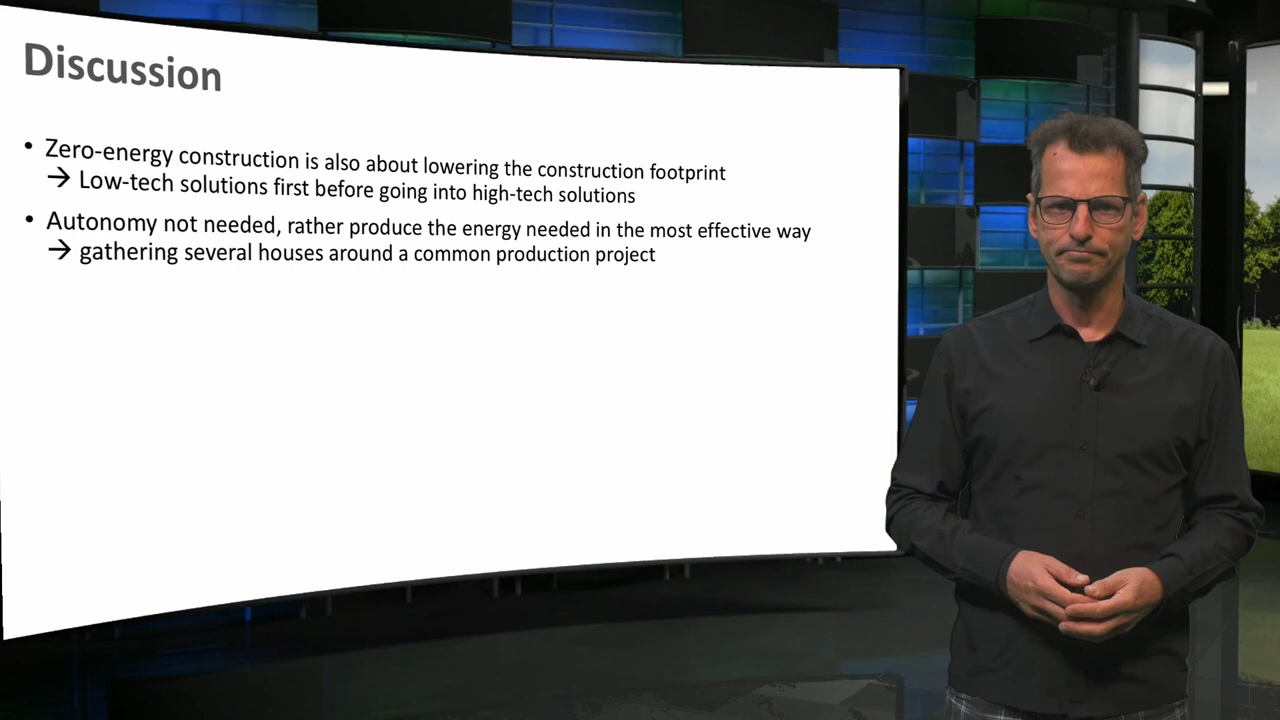 Discussion
• Zero-energy construction is also about lowering the construction footprint
→ Low-tech solutions first before going into high-tech solutions
• Autonomy not needed, rather produce the energy needed in the most effective way
→ gathering several houses around a common production project